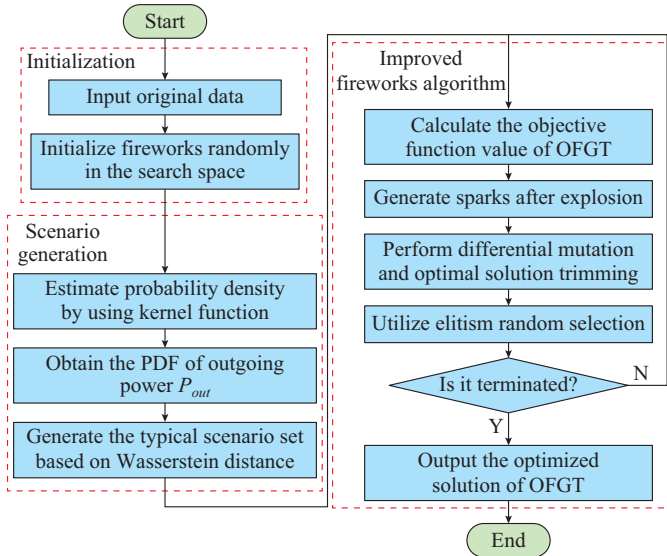 Start
Initialization
Input original data
Initialize fireworks randomly
in the search space
Scenario
generation
Estimate probability density
by using kernel function
Obtain the PDF of outgoing
power P_out
Generate the typical scenario set
based on Wasserstein distance
Improved
fireworks algorithm
Calculate the objective
function value of OFGT
Generate sparks after explosion
Perform differential mutation
and optimal solution trimming
Utilize elitism random selection
Is it terminated?
N
Y
Output the optimized
solution of OFGT
End